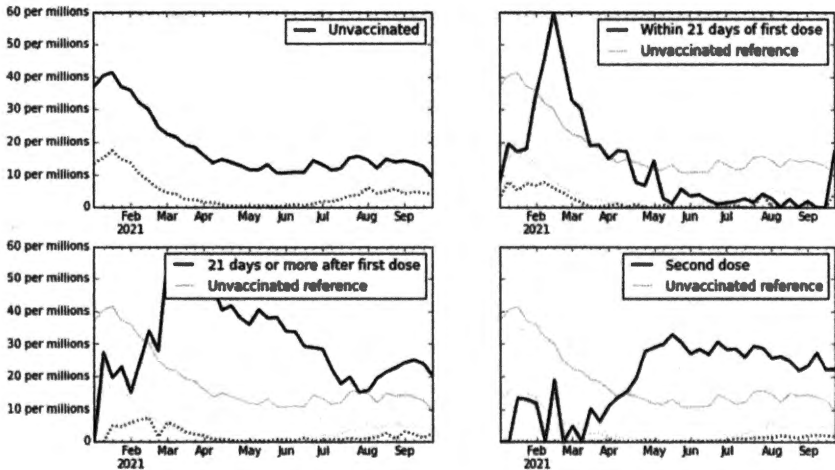 60 per millions
50 per millions
40 per millions
30 per millions
20 per millions
10 per millions
0
Unvaccinated
Feb Mar Apr May Jun Jul Aug Sep
2021
Within 21 days of first dose
Unvaccinated reference
Feb Mar Apr May Jun Jul Aug Sep
2021
60 per millions
50 per millions
40 per millions
30 per millions
20 per millions
10 per millions
0
21 days or more after first dose
Unvaccinated reference
Feb Mar Apr May Jun Jul Aug Sep
2021
Second dose
Unvaccinated reference
Feb Mar Apr May Jun Jul Aug Sep
2021